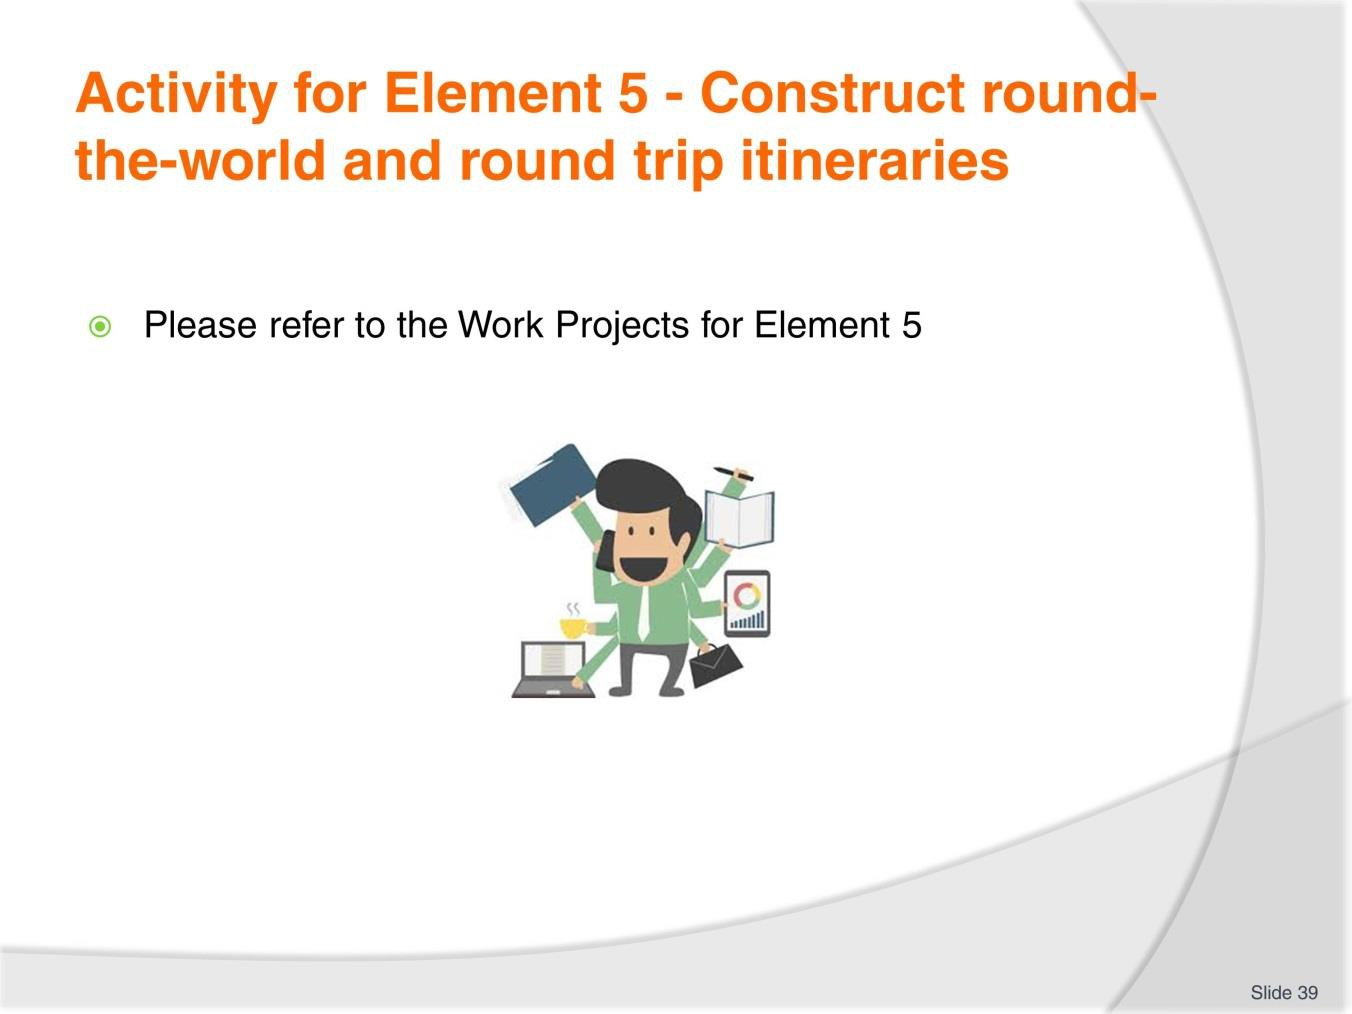 Activity for Element 5 - Construct round-
the-world and round trip itineraries
Please refer to the Work Projects for Element 5
Slide 39